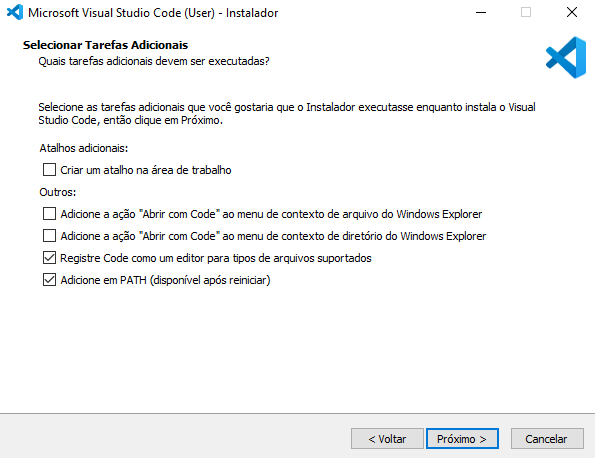 Microsoft Visual Studio Code (User) - Instalador
Selecionar Tarefas Adicionais
Quais tarefas adicionais devem ser executadas?
Selecione as tarefas adicionais que você gostaria que o Instalador executasse enquanto instala o Visual
Studio Code, então clique em Próximo.
Atalhos adicionais:
Criar um atalho na área de trabalho
Outros:
Adicione a ação "Abrir com Code" ao menu de contexto de arquivo do Windows Explorer
Adicione a ação "Abrir com Code" ao menu de contexto de diretório do Windows Explorer
Registre Code como um editor para tipos de arquivos suportados
Adicione em PATH (disponível após reiniciar)
< Voltar
Próximo >
Cancelar